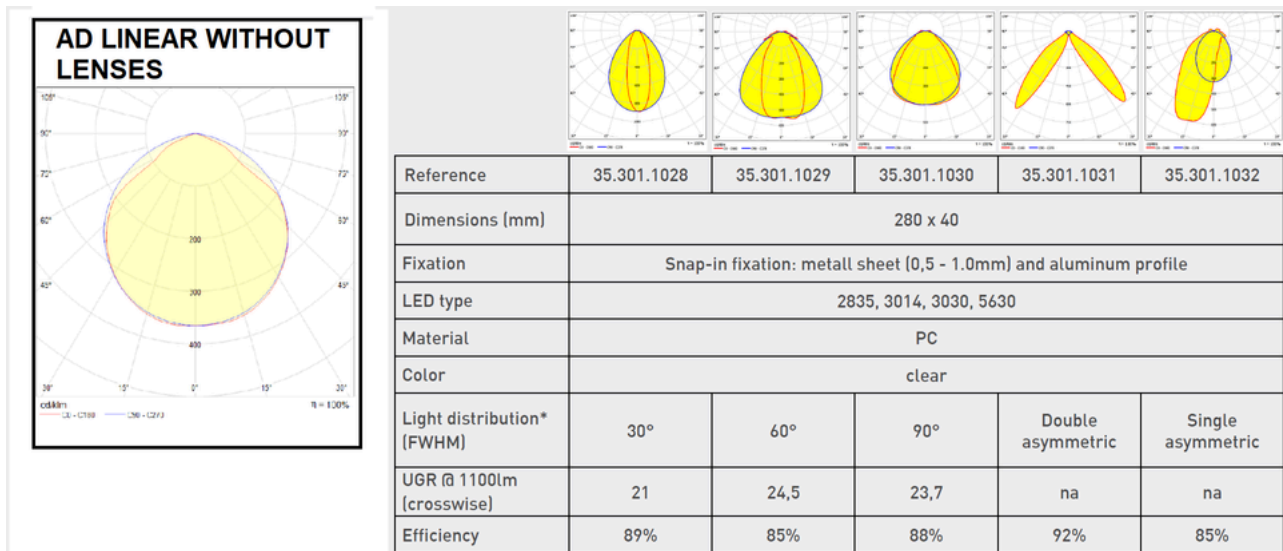 AD LINEAR WITHOUT
LENSES
105° 105°
90° 90°
75° 75°
60°
45° 45°
200
300
400
30° 15° 0° 15° 30°
cd/klm η = 100%
C0 - C180 C90 - C270
Reference 35.301.1028 35.301.1029 35.301.1030 35.301.1031 35.301.1032
Dimensions (mm) 280 x 40
Fixation Snap-in fixation: metall sheet (0,5 - 1.0mm) and aluminum profile
LED type 2835, 3014, 3030, 5630
Material PC
Color clear
Light distribution* (FWHM) 30° 60° 90° Double asymmetric Single asymmetric
UGR @ 1100lm (crosswise) 21 24,5 23,7 na na
Efficiency 89% 85% 88% 92% 85%